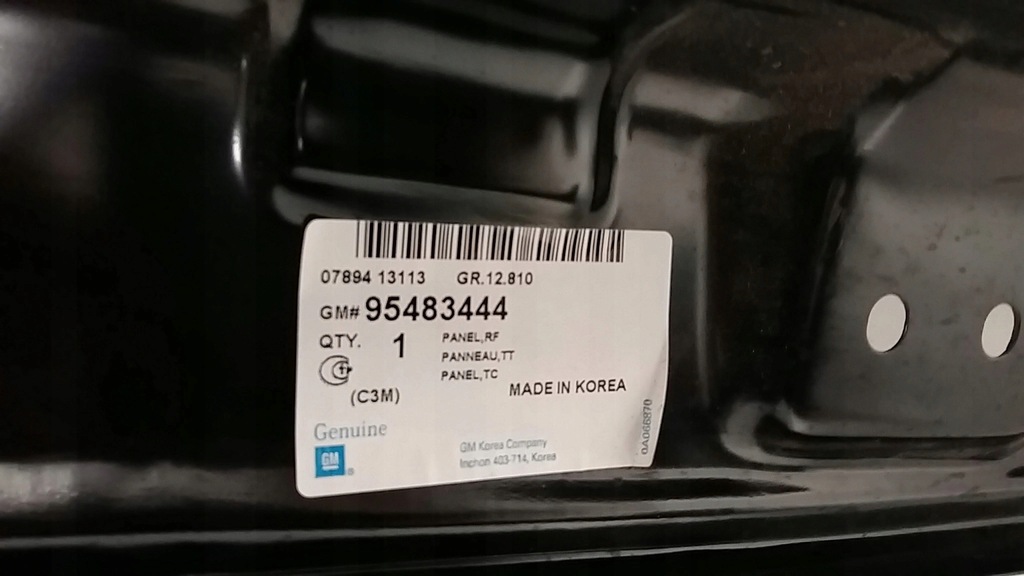 07894 13113 GR.12.810
GM# 95483444
QTY. 1 PANEL,RF
PANNEAU,TT
PANEL,TC
(C3M) MADE IN KOREA
Genuine
GM
®
GM Korea Company
Inchon 403-714, Korea
0A068870